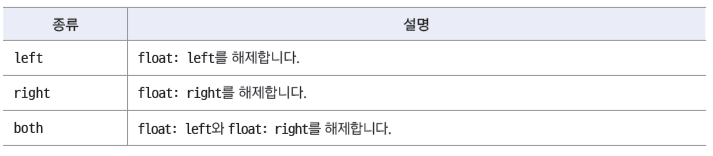 종류 설명
left float: left를 해제합니다.
right float: right를 해제합니다.
both float: left와 float: right를 해제합니다.